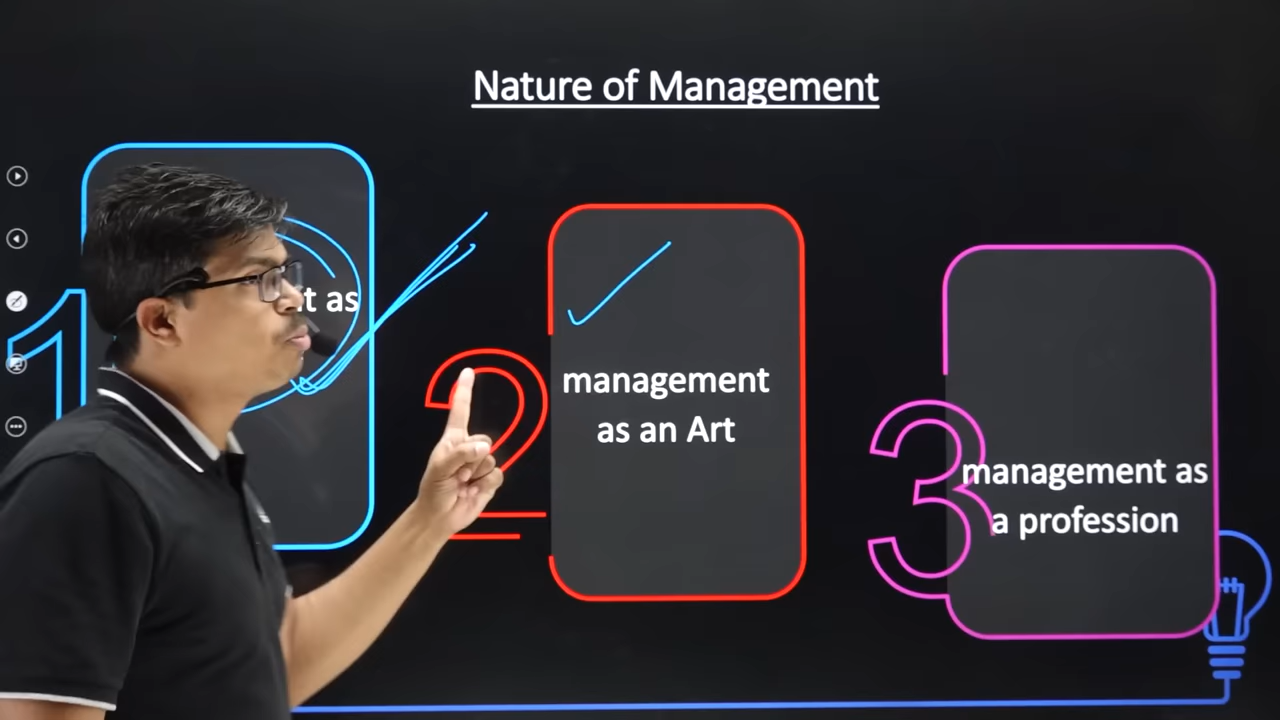 Nature of Management
1
t as
2
management
as an Art
3
management as
a profession